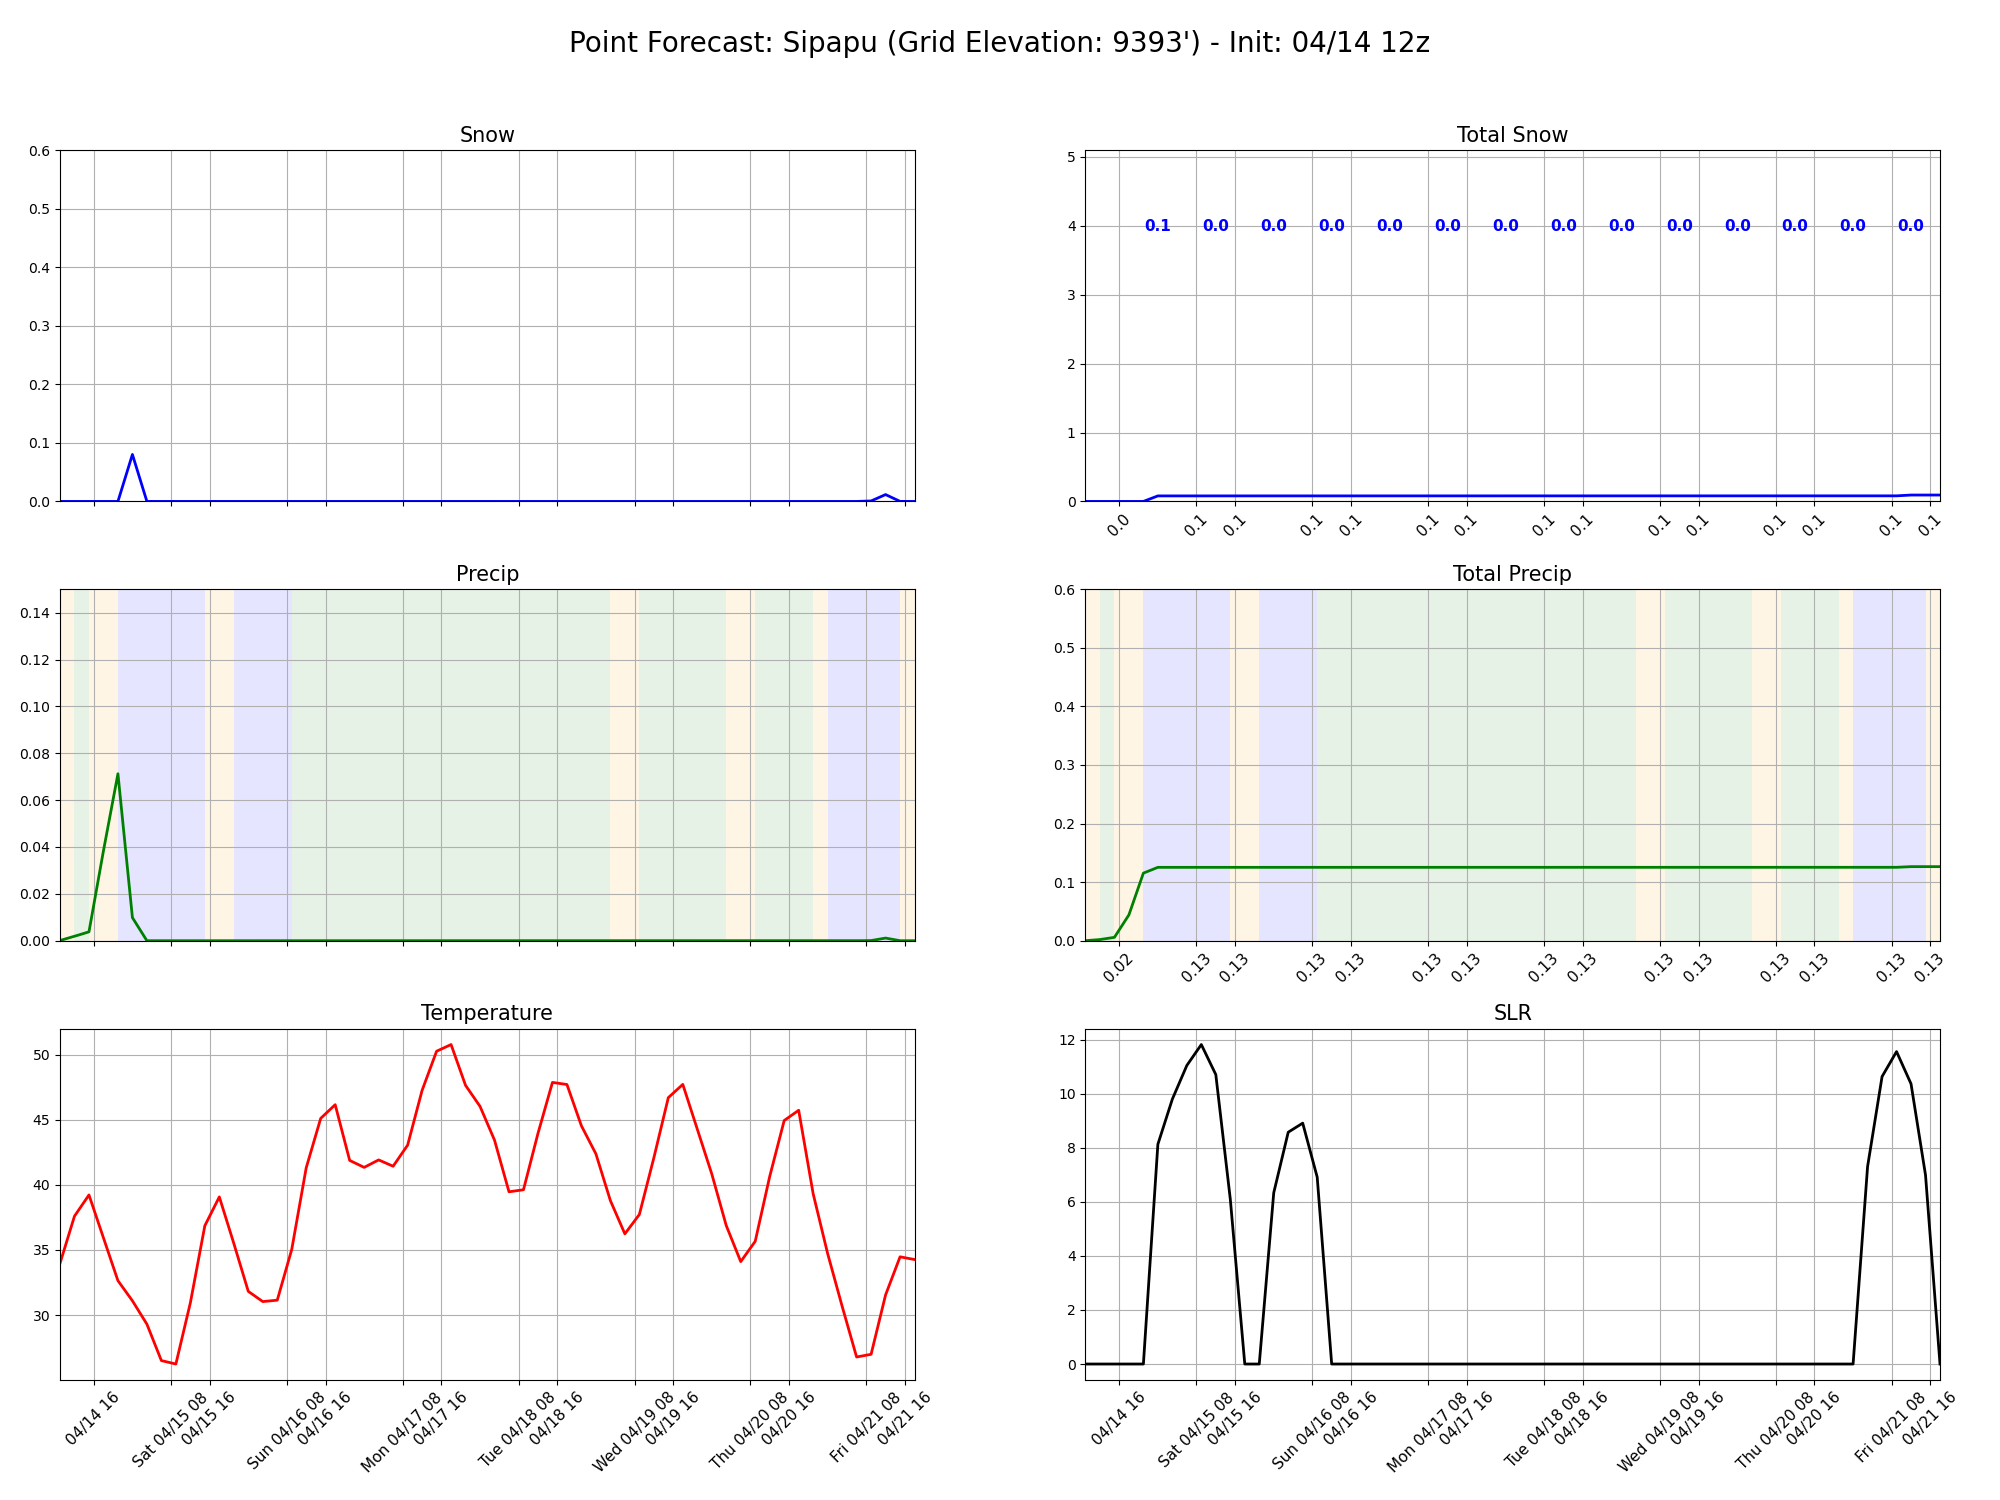 Point Forecast: Sipapu (Grid Elevation: 9393') - Init: 04/14 12z
Snow
0.6
0.5
0.4
0.3
0.2
0.1
0.0
Total Snow
5
4
3
2
1
0
0.1 0.0 0.0 0.0 0.0 0.0 0.0 0.0 0.0 0.0 0.0 0.0 0.0 0.0
0.0 0.1 0.1 0.1 0.1 0.1 0.1 0.1 0.1 0.1 0.1 0.1 0.1 0.1 0.1
Precip
0.14
0.12
0.10
0.08
0.06
0.04
0.02
0.00
Total Precip
0.6
0.5
0.4
0.3
0.2
0.1
0.0
0.02 0.13 0.13 0.13 0.13 0.13 0.13 0.13 0.13 0.13 0.13 0.13 0.13 0.13 0.13
Temperature
50
45
40
35
30
04/14 16
Sat 04/15 08
04/15 16
Sun 04/16 08
04/16 16
Mon 04/17 08
04/17 16
Tue 04/18 08
04/18 16
Wed 04/19 08
04/19 16
Thu 04/20 08
04/20 16
Fri 04/21 08
04/21 16
SLR
12
10
8
6
4
2
0
04/14 16
Sat 04/15 08
04/15 16
Sun 04/16 08
04/16 16
Mon 04/17 08
04/17 16
Tue 04/18 08
04/18 16
Wed 04/19 08
04/19 16
Thu 04/20 08
04/20 16
Fri 04/21 08
04/21 16